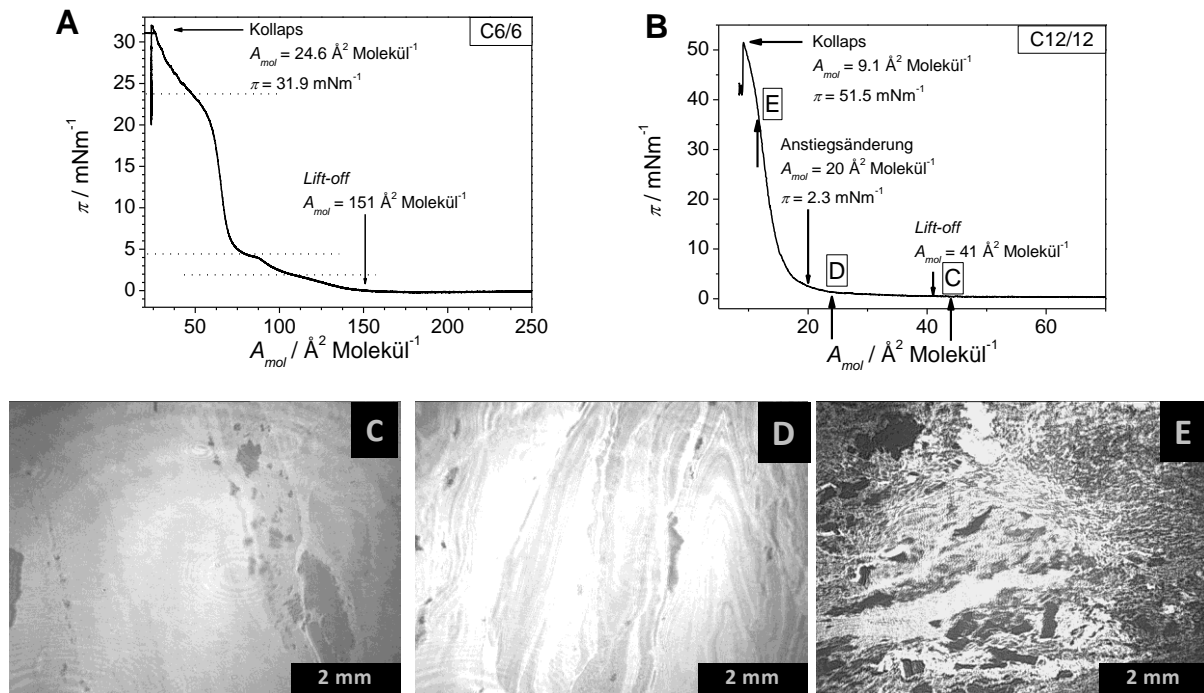 A
C6/6
Kollaps
A_mol = 24.6 Å² Molekül⁻¹
π = 31.9 mNm⁻¹
Lift-off
A_mol = 151 Å² Molekül⁻¹
π / mNm⁻¹
30
25
20
15
10
5
0
50
100
150
200
250
A_mol / Å² Molekül⁻¹
B
C12/12
Kollaps
A_mol = 9.1 Å² Molekül⁻¹
π = 51.5 mNm⁻¹
E
Anstiegsänderung
A_mol = 20 Å² Molekül⁻¹
π = 2.3 mNm⁻¹
Lift-off
A_mol = 41 Å² Molekül⁻¹
D
C
π / mNm⁻¹
50
40
30
20
10
0
20
40
60
A_mol / Å² Molekül⁻¹
C
2 mm
D
2 mm
E
2 mm